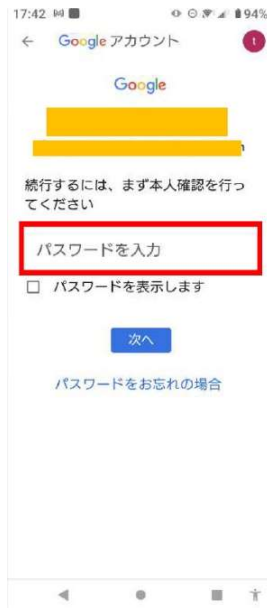 17:42 94%
Google アカウント
t
Google
続行するには、まず本人確認を行っ
てください
パスワードを入力
パスワードを表示します
次へ
パスワードをお忘れの場合